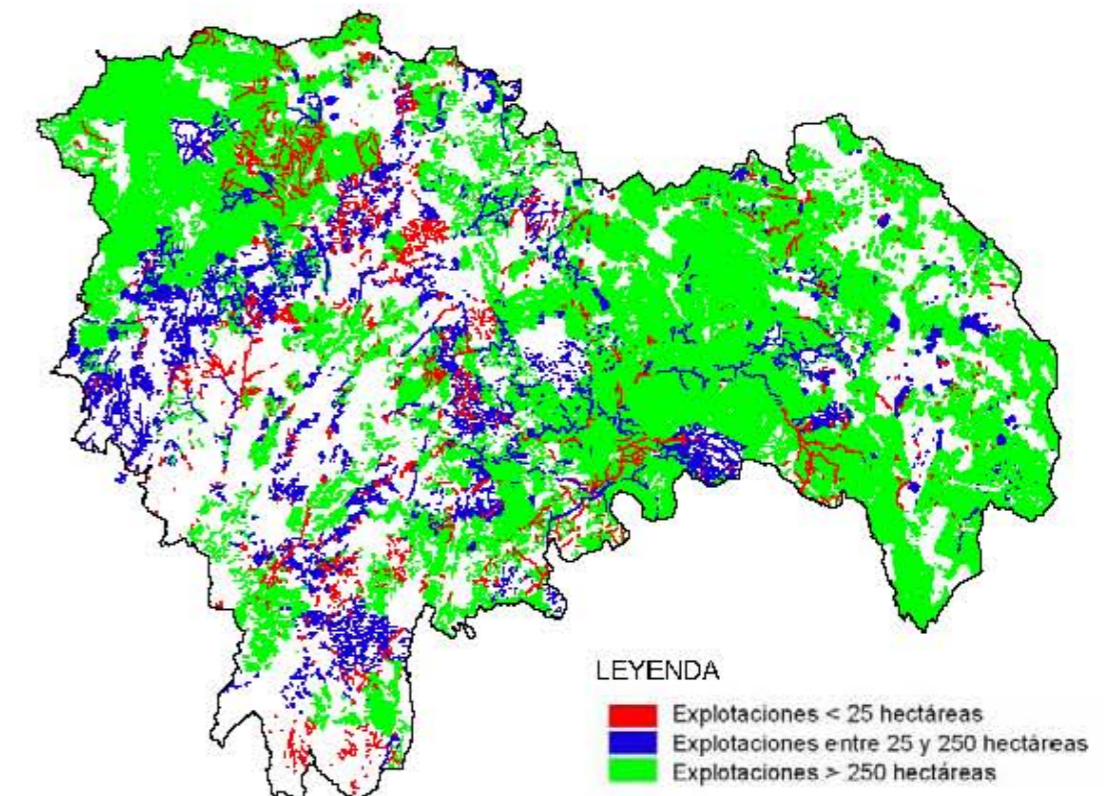 LEYENDA
Explotaciones < 25 hectáreas
Explotaciones entre 25 y 250 hectáreas
Explotaciones > 250 hectáreas